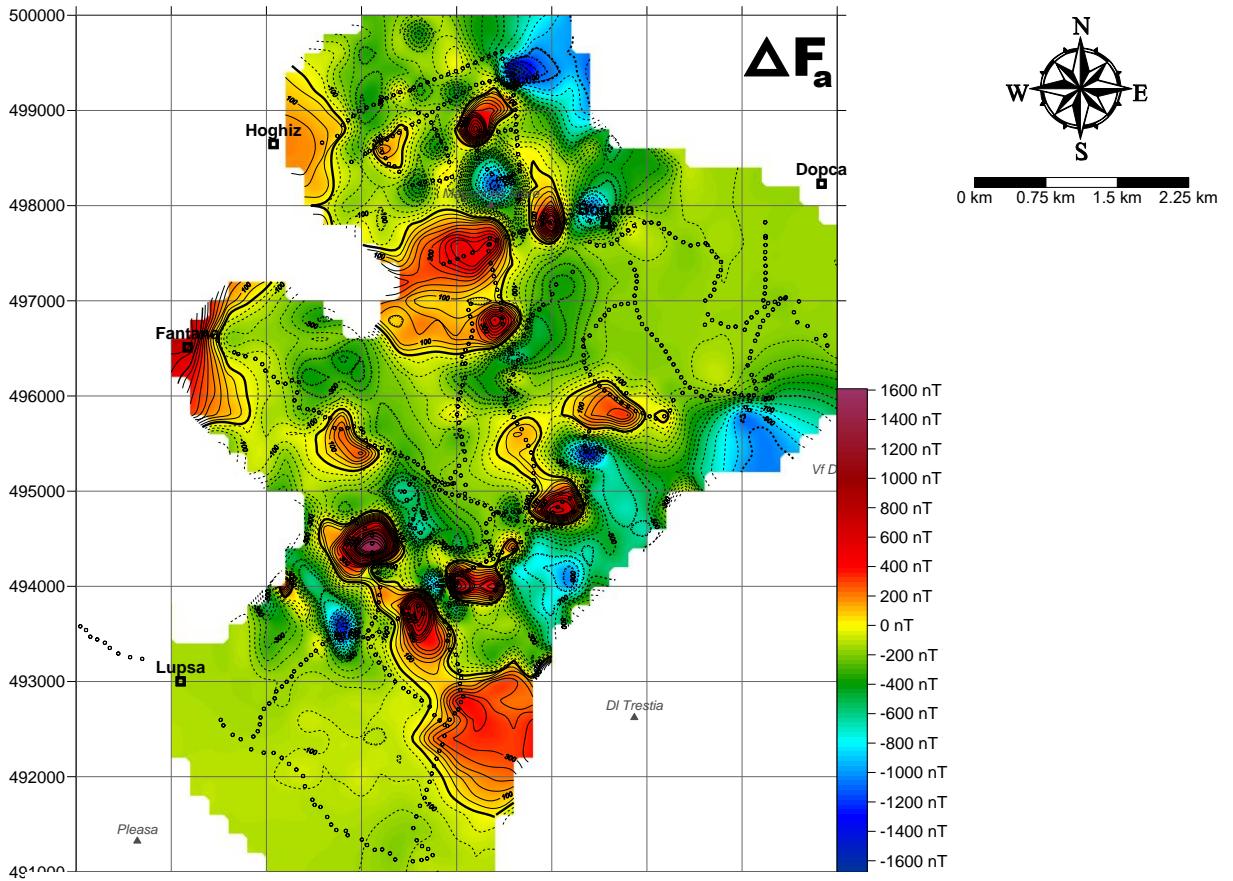 500000
ΔFa
N
W E
S
499000
Hoghiz
Dopca
0 km 0.75 km 1.5 km 2.25 km
498000
Bogata
497000
Fantana
496000
1600 nT
1400 nT
1200 nT
Vf D
495000
1000 nT
800 nT
600 nT
400 nT
494000
200 nT
0 nT
-200 nT
Lupsa
493000
-400 nT
Dl Trestia
-600 nT
-800 nT
492000
-1000 nT
-1200 nT
Pleasa
-1400 nT
-1600 nT
491000